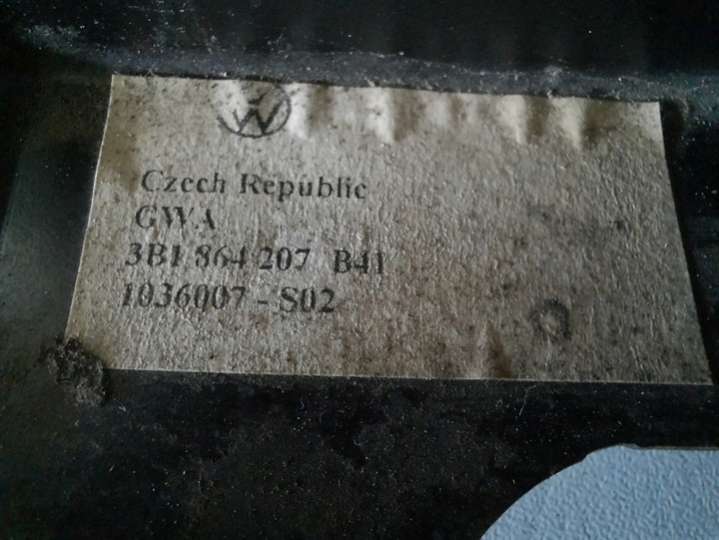 Czech Republic
GWA
3B1 864 207 B41
1036007 - S02